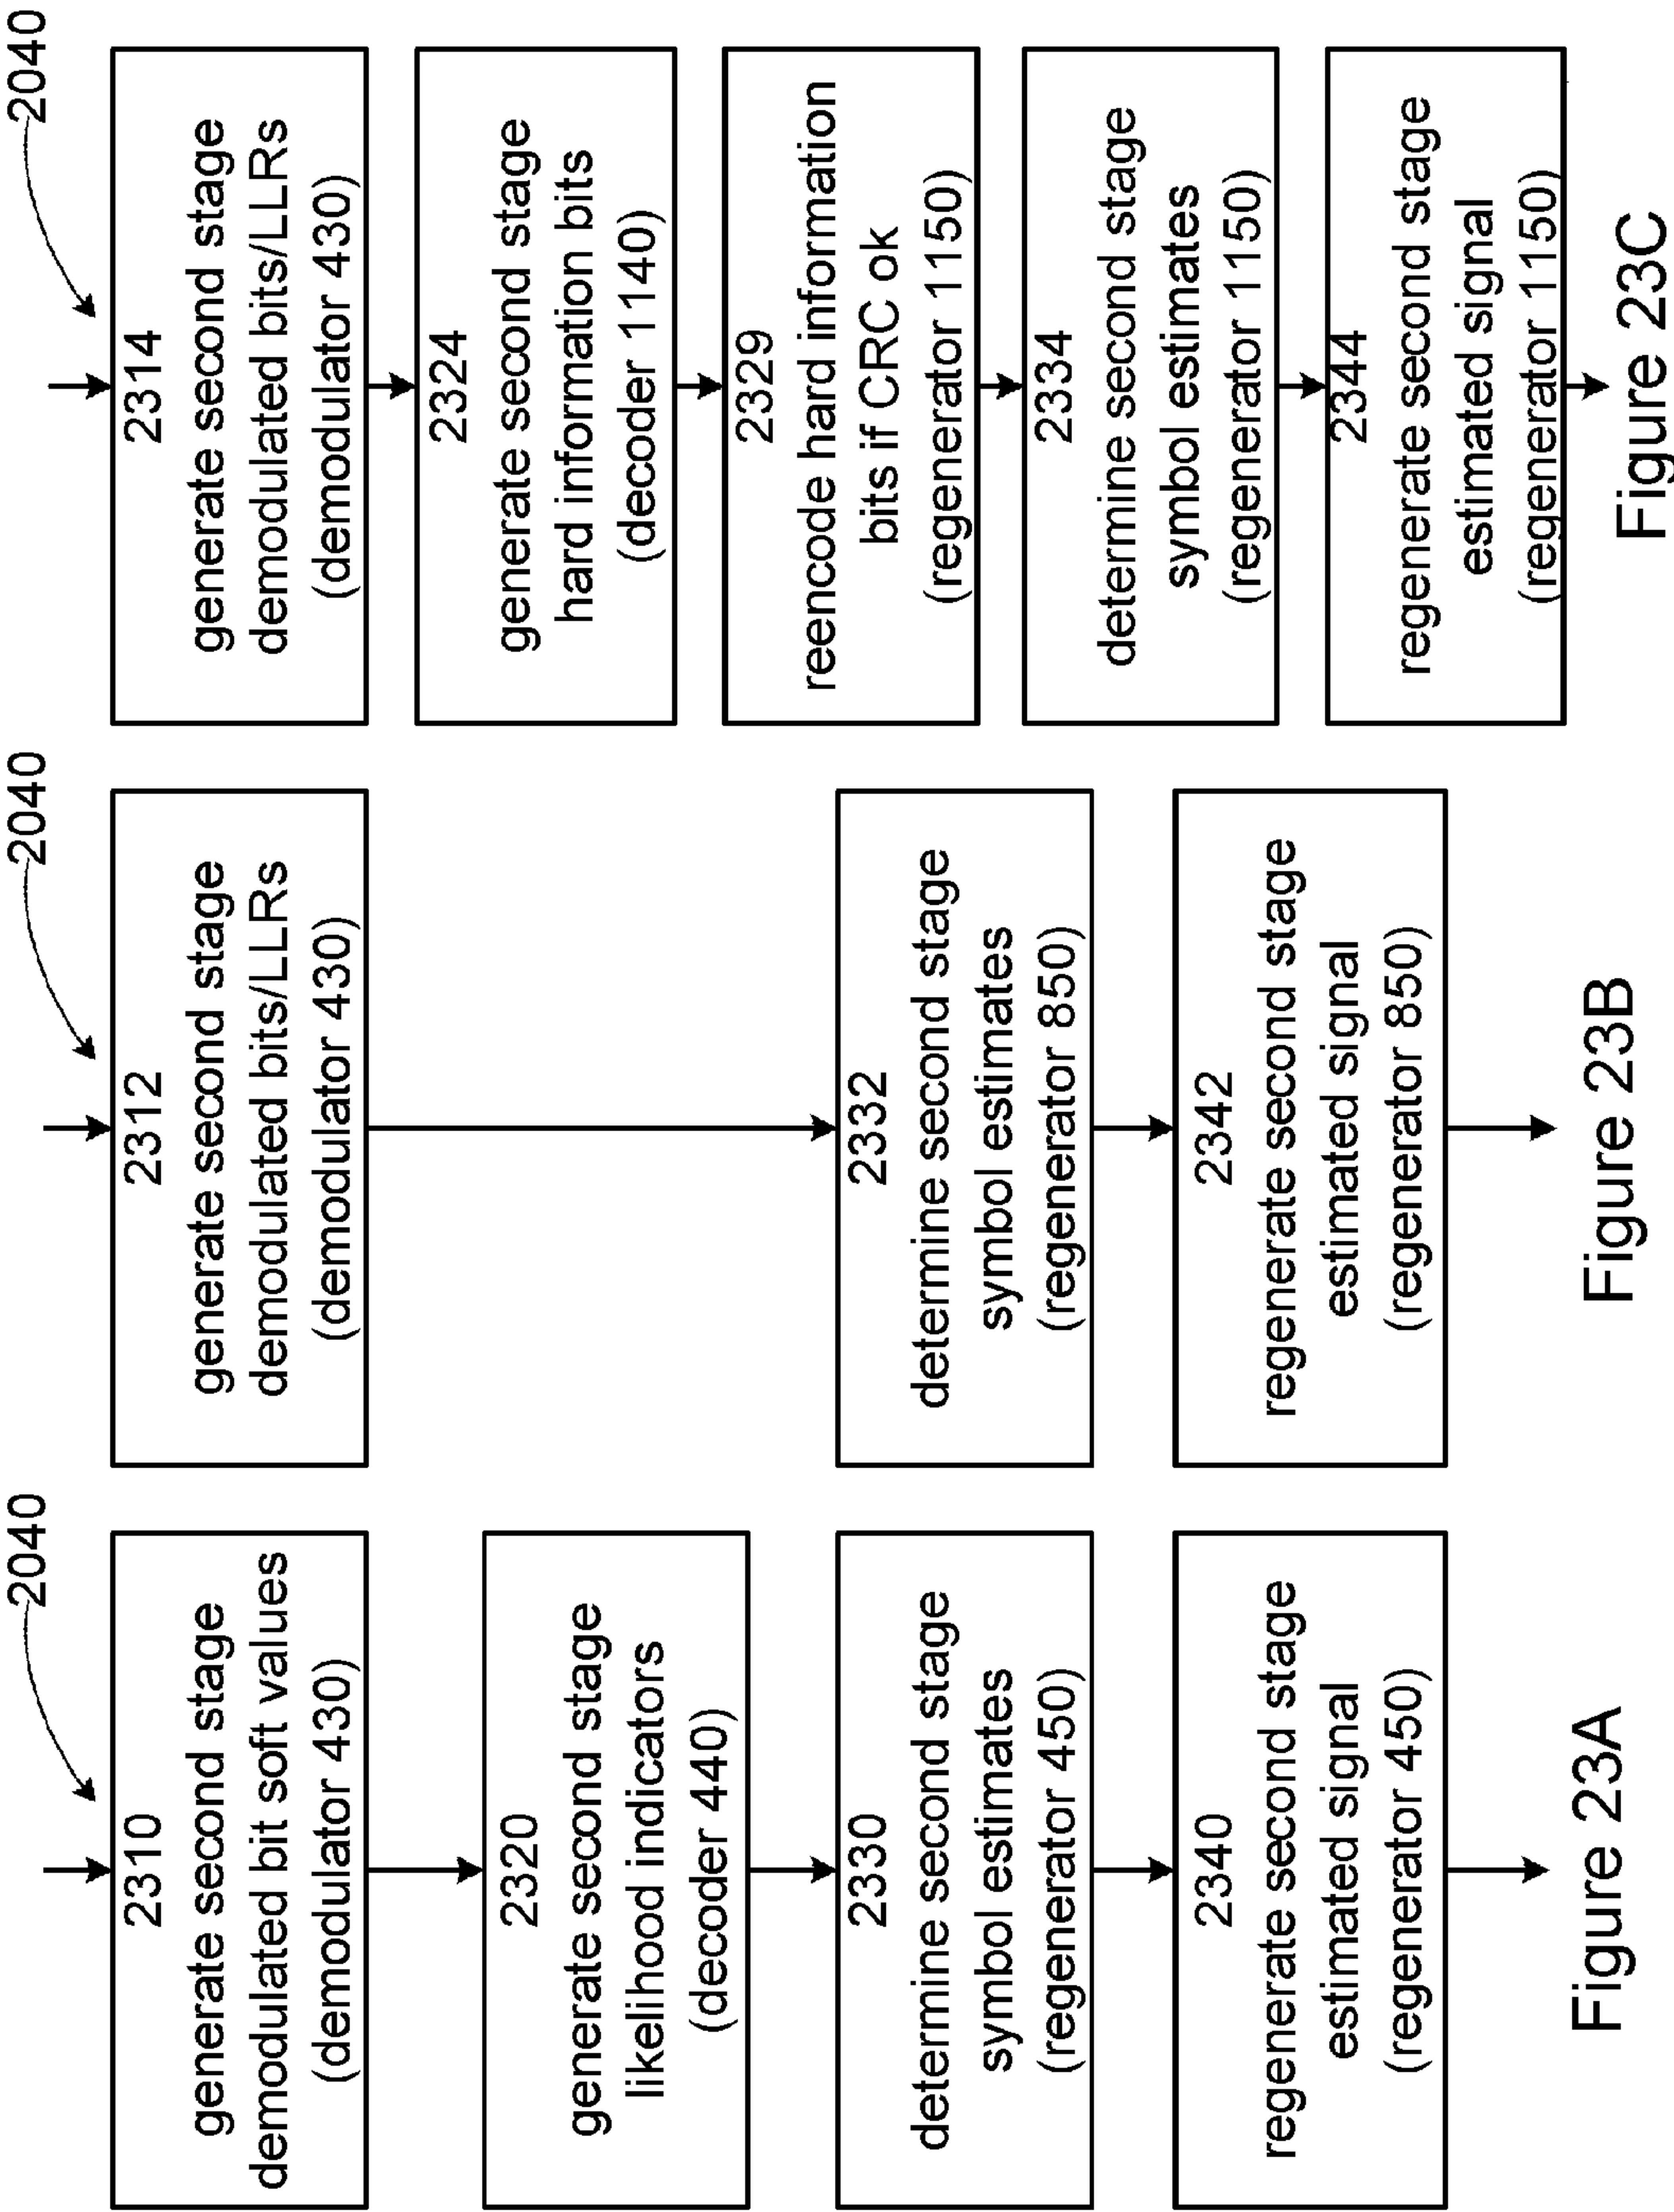 2040
2310
generate second stage
demodulated bit soft values
(demodulator 430)
2320
generate second stage
likelihood indicators
(decoder 440)
2330
determine second stage
symbol estimates
(regenerator 450)
2340
regenerate second stage
estimated signal
(regenerator 450)
Figure 23A
2040
2312
generate second stage
demodulated bits/LLRs
(demodulator 430)
2332
determine second stage
symbol estimates
(regenerator 850)
2342
regenerate second stage
estimated signal
(regenerator 850)
Figure 23B
2040
2314
generate second stage
demodulated bits/LLRs
(demodulator 430)
2324
generate second stage
hard information bits
(decoder 1140)
2329
reencode hard information
bits if CRC ok
(regenerator 1150)
2334
determine second stage
symbol estimates
(regenerator 1150)
2344
regenerate second stage
estimated signal
(regenerator 1150)
Figure 23C